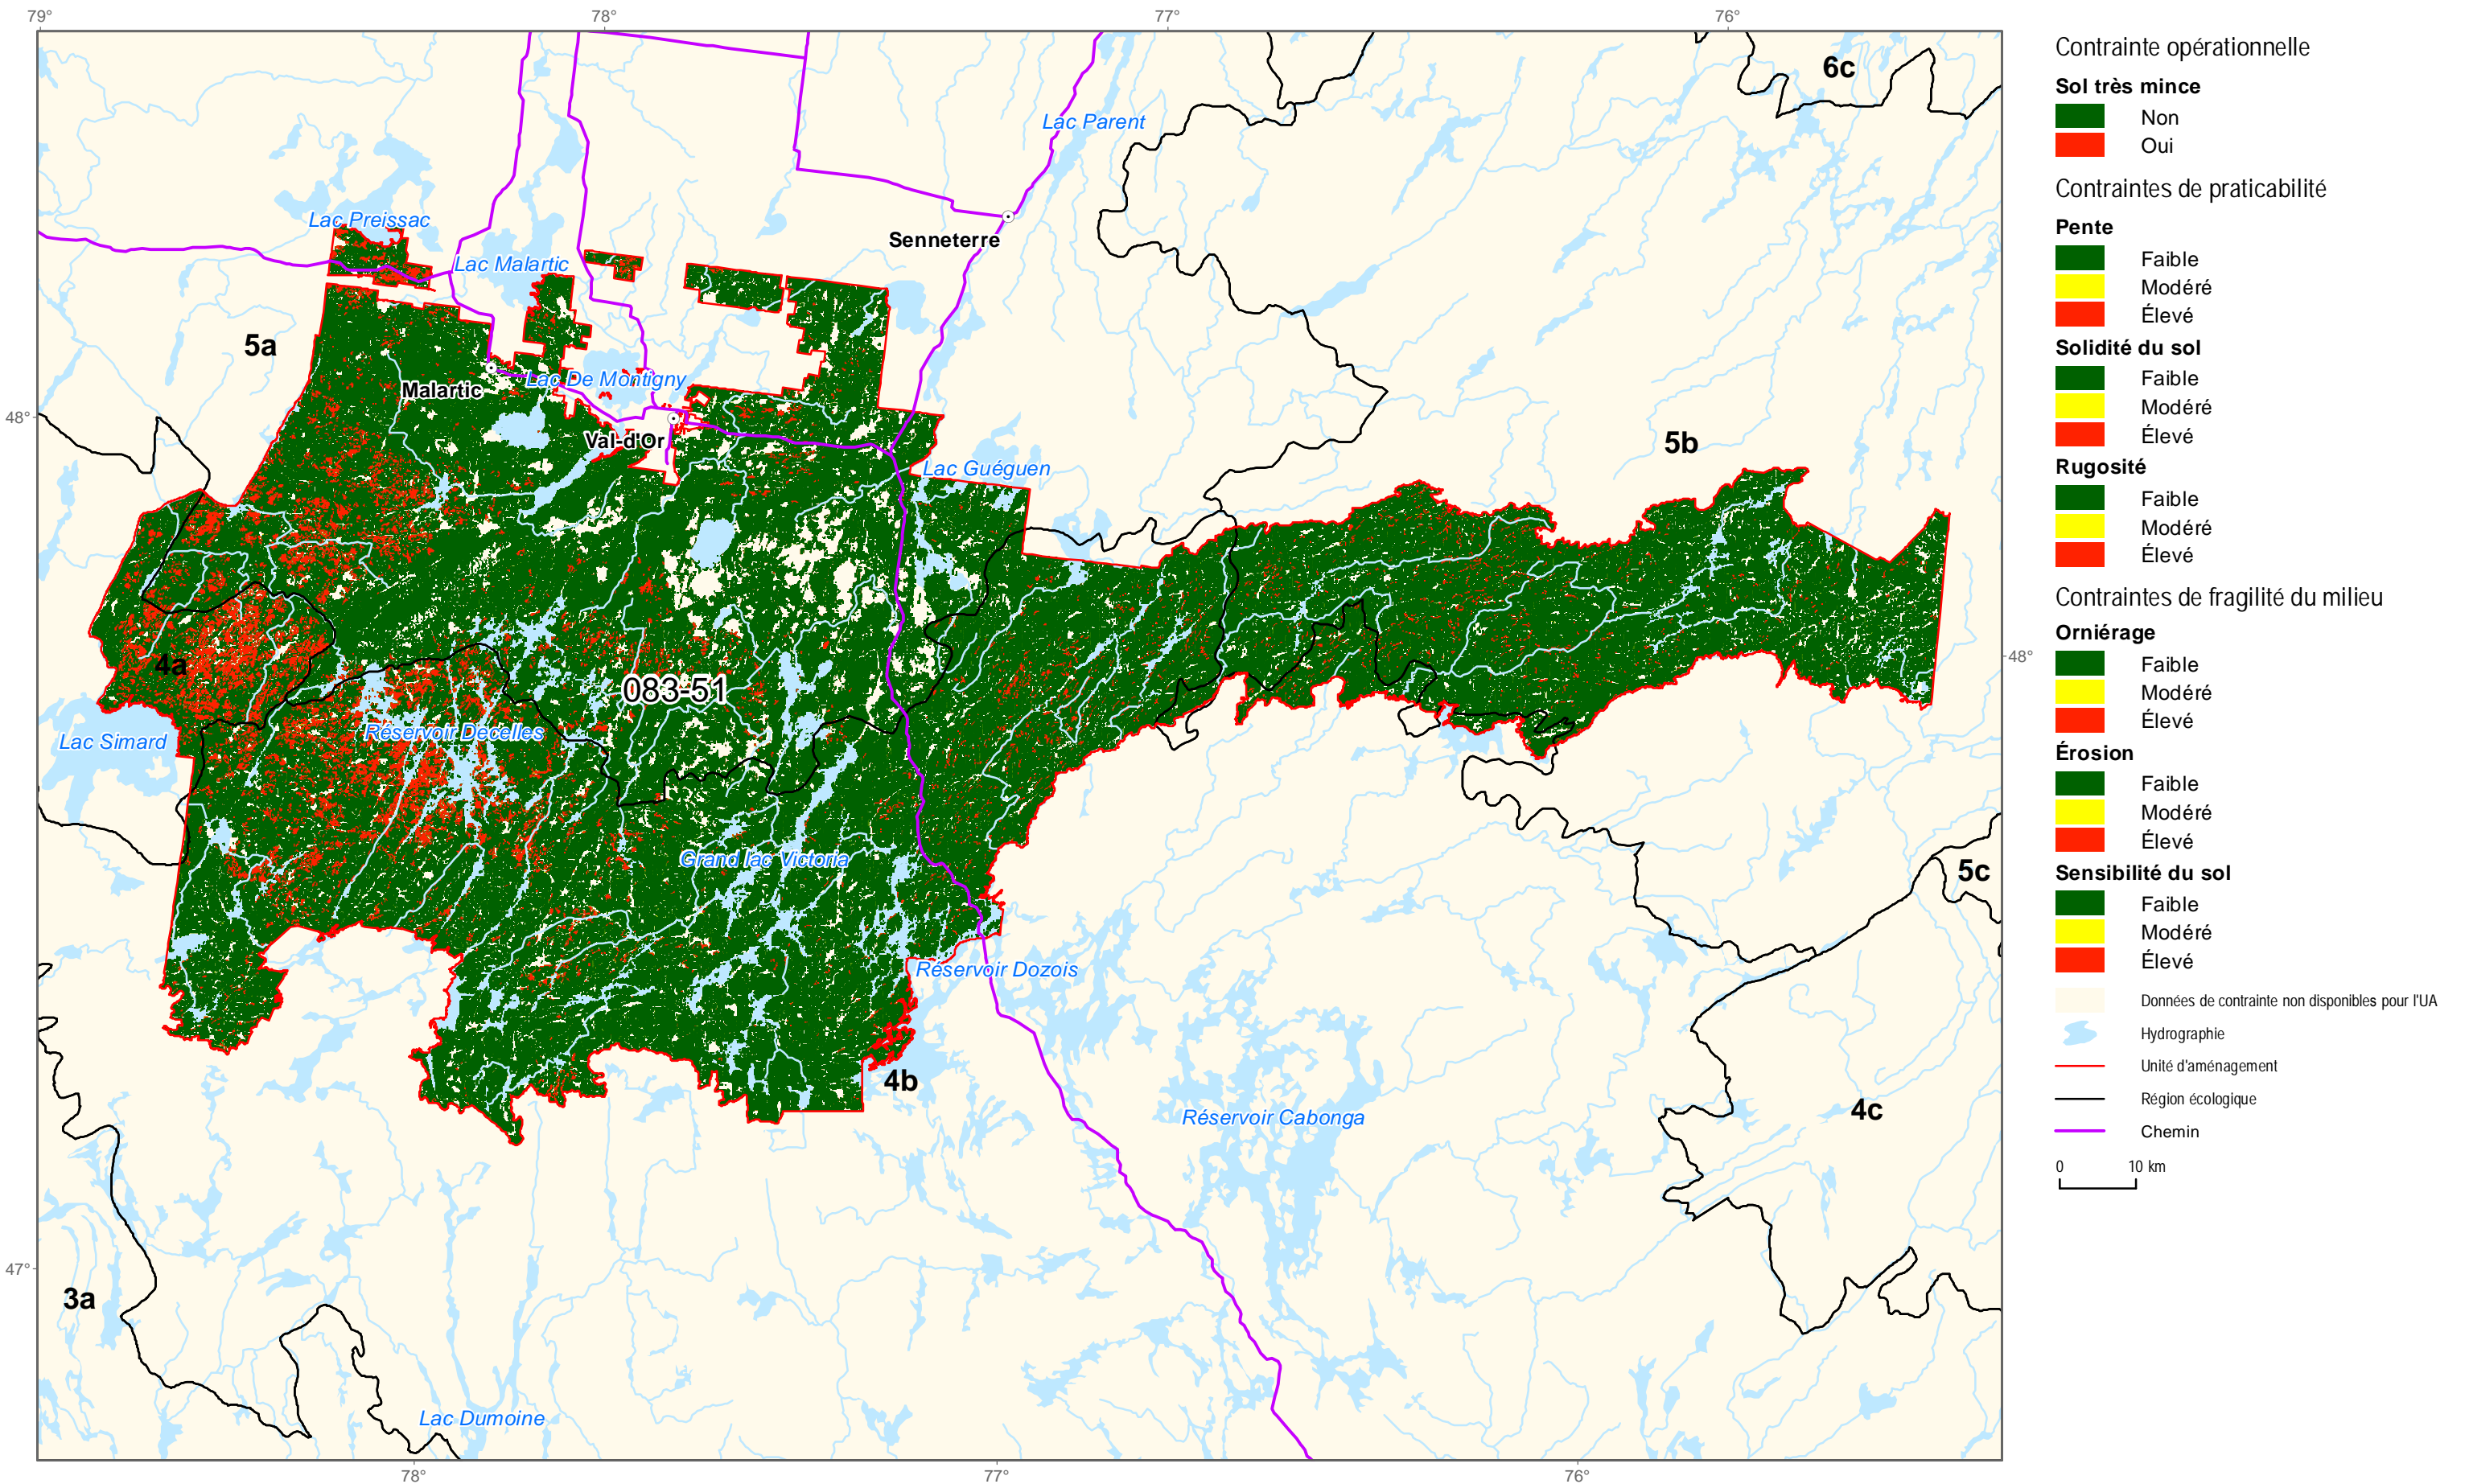 79°
78°
77°
76°
6c
Lac Parent
Lac Preissac
Senneterre
Lac Malartic
5a
Lac De Montigny
Malartic
48°
Val-d'Or
5b
Lac Guéguen
48°
4a
083-51
Réservoir Decelles
Lac Simard
Grand lac Victoria
5c
Réservoir Dozois
4b
4c
Réservoir Cabonga
47°
3a
Lac Dumoine
78°
77°
76°
Contrainte opérationnelle
Sol très mince
Non
Oui
Contraintes de praticabilité
Pente
Faible
Modéré
Élevé
Solidité du sol
Faible
Modéré
Élevé
Rugosité
Faible
Modéré
Élevé
Contraintes de fragilité du milieu
Orniérage
Faible
Modéré
Élevé
Érosion
Faible
Modéré
Élevé
Sensibilité du sol
Faible
Modéré
Élevé
Données de contrainte non disponibles pour l'UA
Hydrographie
Unité d'aménagement
Région écologique
Chemin
0 10 km